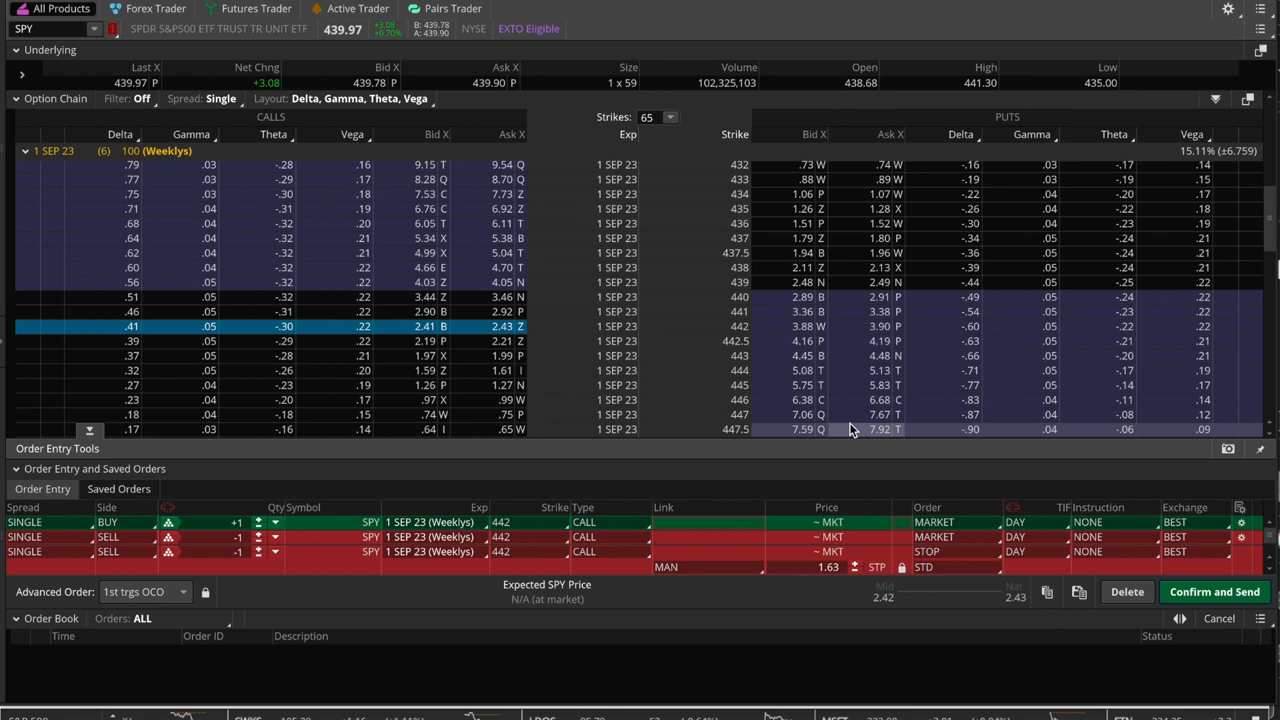 All Products Forex Trader Futures Trader Active Trader Pairs Trader
SPY SPDR S&P500 ETF TRUST TR UNIT ETF 439.97 +3.08 +0.70% B: 439.78 A: 439.90 NYSE EXTO Eligible
Underlying
Last X Net Chng Bid X Ask X Size Volume Open High Low
439.97 P +3.08 439.78 P 439.90 P 1 x 59 102,325,103 438.68 441.30 435.00
Option Chain Filter: Off Spread: Single Layout: Delta, Gamma, Theta, Vega
CALLS Strikes: 65 PUTS
Delta Gamma Theta Vega Bid X Ask X Exp Strike Bid X Ask X Delta Gamma Theta Vega
1 SEP 23 (6) 100 (Weeklys) 15.11% (±6.759)
.79 .03 -.28 .16 9.15 T 9.54 Q 1 SEP 23 432 .73 W .74 W -.16 .03 -.17 .14
.77 .03 -.29 .17 8.28 Q 8.70 Q 1 SEP 23 433 .88 W .89 W -.19 .03 -.19 .15
.75 .03 -.30 .18 7.53 C 7.73 Z 1 SEP 23 434 1.06 P 1.07 W -.22 .04 -.20 .17
.71 .04 -.31 .19 6.76 C 6.92 Z 1 SEP 23 435 1.26 Z 1.28 X -.26 .04 -.22 .18
.68 .04 -.32 .20 6.05 T 6.11 T 1 SEP 23 436 1.51 P 1.52 W -.30 .04 -.23 .19
.64 .04 -.32 .21 5.34 X 5.38 B 1 SEP 23 437 1.79 Z 1.80 P -.34 .05 -.24 .21
.62 .04 -.32 .21 4.99 X 5.04 T 1 SEP 23 437.5 1.94 B 1.96 W -.36 .05 -.24 .21
.60 .04 -.32 .21 4.66 E 4.70 T 1 SEP 23 438 2.11 Z 2.13 X -.39 .05 -.24 .21
.56 .04 -.32 .22 4.03 Z 4.05 N 1 SEP 23 439 2.48 N 2.49 N -.44 .05 -.25 .22
.51 .05 -.32 .22 3.44 Z 3.46 N 1 SEP 23 440 2.89 B 2.91 P -.49 .05 -.24 .22
.46 .05 -.31 .22 2.90 B 2.92 P 1 SEP 23 441 3.36 B 3.38 P -.54 .05 -.23 .22
.41 .05 -.30 .22 2.41 B 2.43 Z 1 SEP 23 442 3.88 W 3.90 P -.60 .05 -.22 .22
.39 .05 -.29 .22 2.19 P 2.21 Z 1 SEP 23 442.5 4.16 P 4.19 P -.63 .05 -.21 .21
.37 .05 -.28 .21 1.97 X 1.99 P 1 SEP 23 443 4.45 B 4.48 N -.66 .05 -.20 .21
.32 .05 -.26 .20 1.59 Z 1.61 I 1 SEP 23 444 5.08 T 5.13 T -.71 .05 -.17 .19
.27 .04 -.23 .19 1.26 P 1.27 N 1 SEP 23 445 5.75 T 5.83 T -.77 .05 -.14 .17
.23 .04 -.20 .17 .97 X .99 W 1 SEP 23 446 6.38 C 6.68 C -.83 .04 -.11 .14
.18 .04 -.18 .15 .74 W .75 P 1 SEP 23 447 7.06 Q 7.67 T -.87 .04 -.08 .12
.17 .04 -.16 .14 .64 I .65 W 1 SEP 23 447.5 7.59 Q 7.92 T -.90 .04 -.06 .09
Order Entry Tools
Order Entry and Saved Orders
Order Entry Saved Orders
Spread Side Qty Symbol Exp Strike Type Link Price Order TIF Instruction Exchange
SINGLE BUY +1 SPY 1 SEP 23 (Weeklys) 442 CALL ~ MKT MARKET DAY NONE BEST
SINGLE SELL -1 SPY 1 SEP 23 (Weeklys) 442 CALL ~ MKT MARKET DAY NONE BEST
SINGLE SELL -1 SPY 1 SEP 23 (Weeklys) 442 CALL ~ MKT STOP DAY NONE BEST
MAN 1.63 STP STD
Advanced Order: 1st trgs OCO Expected SPY Price N/A (at market) Mid 2.42 Nat 2.43 Delete Confirm and Send
Order Book Orders: ALL Cancel
Time Order ID Description Status